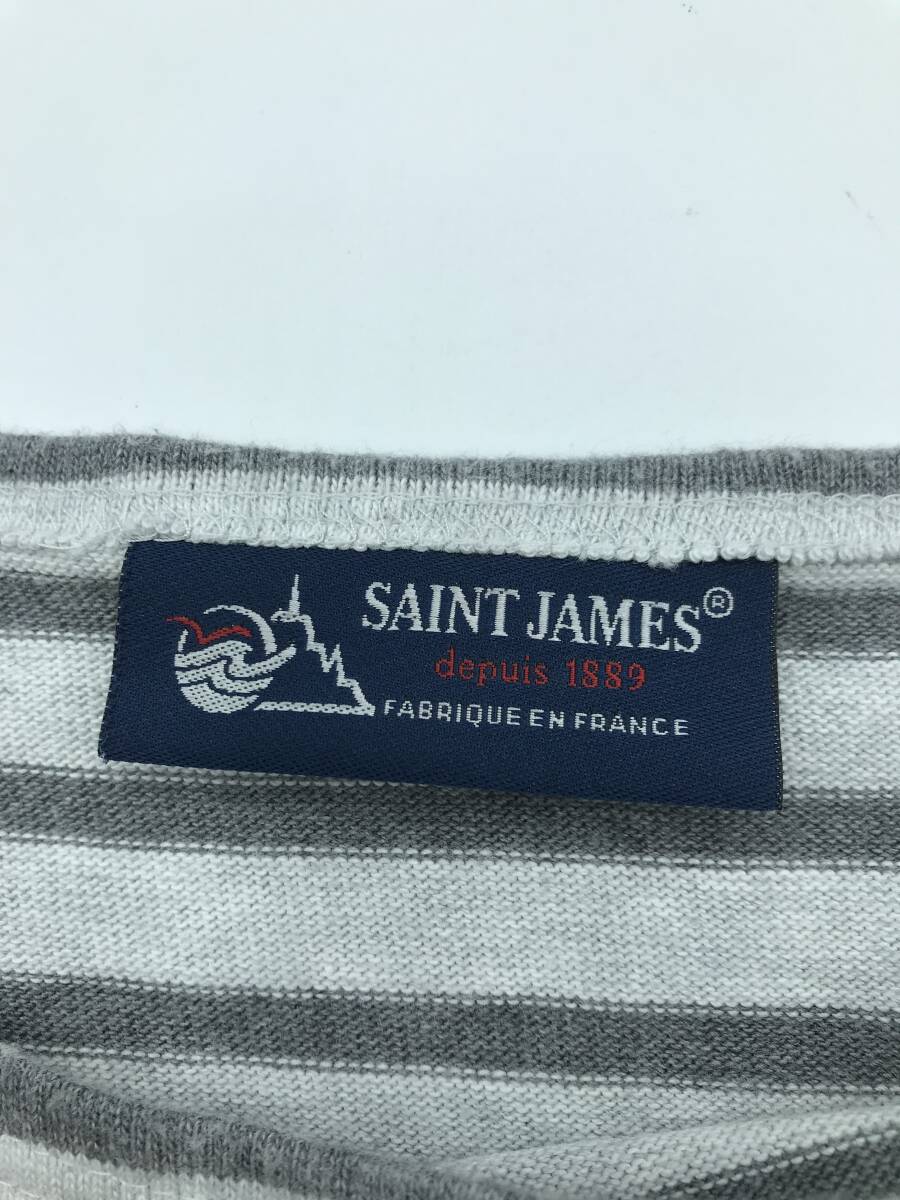 SAINT JAMES®
depuis 1889
FABRIQUE EN FRANCE